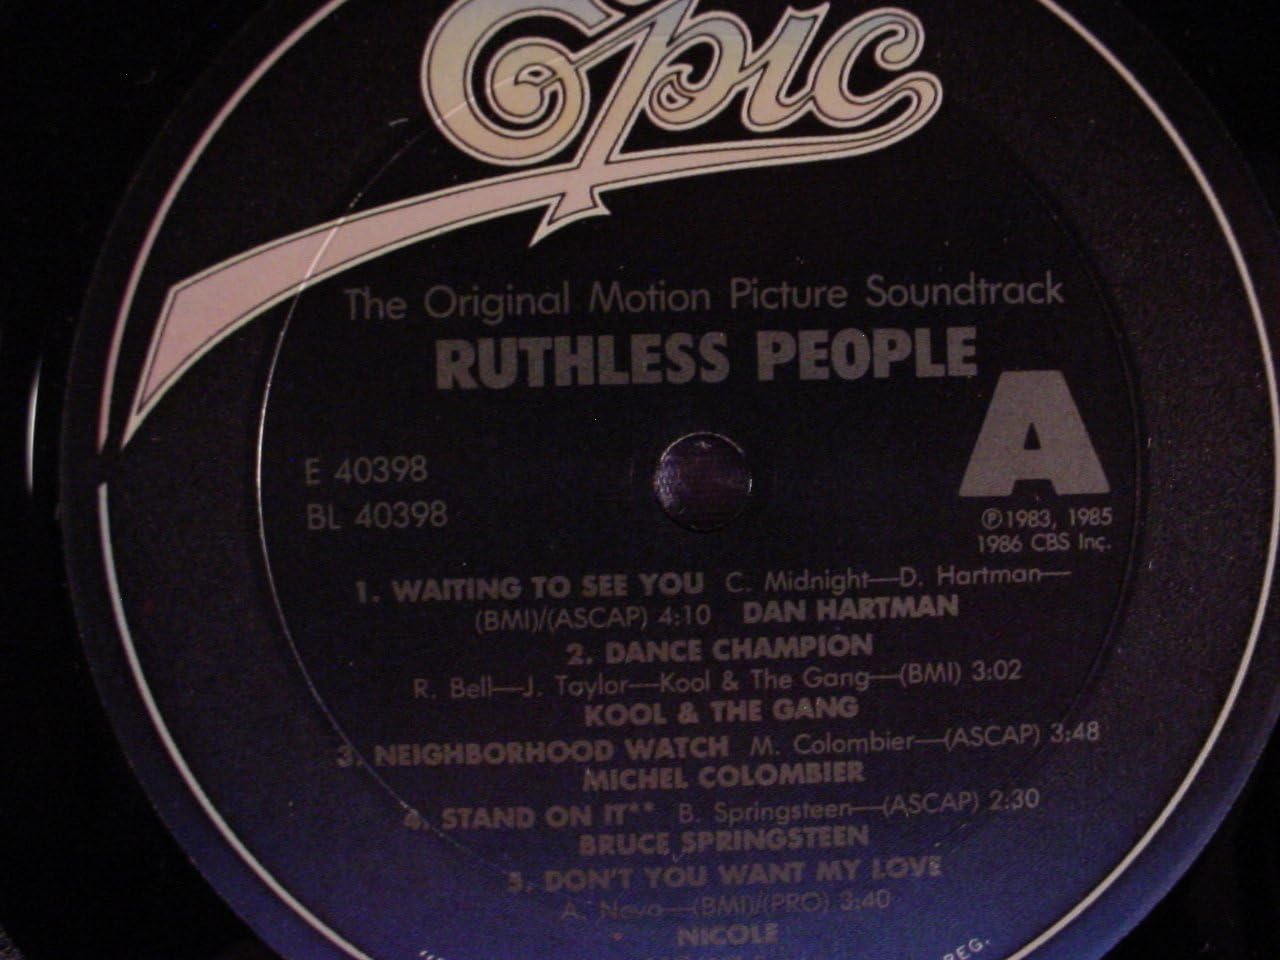 Epic
The Original Motion Picture Soundtrack
RUTHLESS PEOPLE
A
E 40398
BL 40398
℗1983, 1985
1986 CBS Inc.
1. WAITING TO SEE YOU C. Midnight—D. Hartman—
(BMI)/(ASCAP) 4:10 DAN HARTMAN
2. DANCE CHAMPION
R. Bell—J. Taylor—Kool & The Gang—(BMI) 3:02
KOOL & THE GANG
3. NEIGHBORHOOD WATCH M. Colombier—(ASCAP) 3:48
MICHEL COLOMBIER
4. STAND ON IT** B. Springsteen—(ASCAP) 2:30
BRUCE SPRINGSTEEN
5. DON'T YOU WANT MY LOVE
A. Novo—(BMI)/(PRO) 3:40
NICOLE
REG.